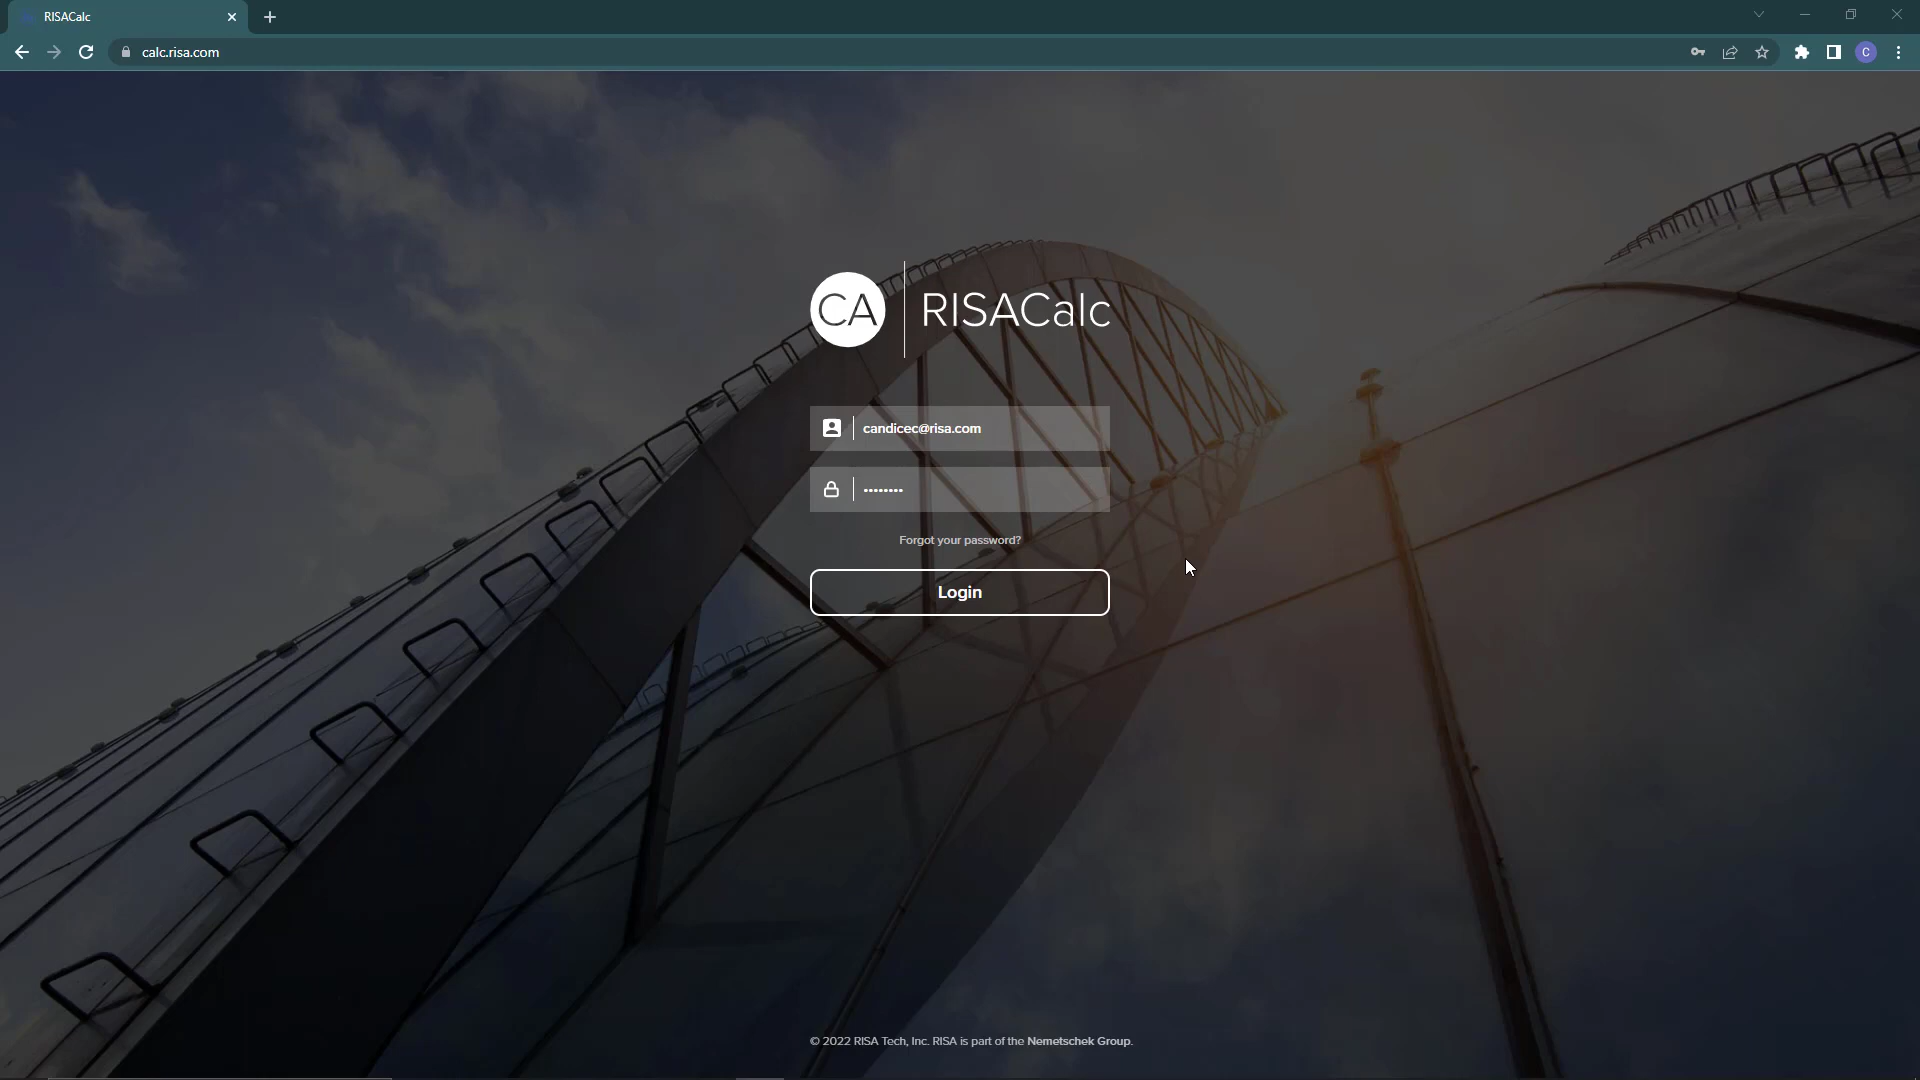 RISACalc
calc.risa.com
C
CA RISACalc
candicec@risa.com
••••••••
Forgot your password?
Login
© 2022 RISA Tech, Inc. RISA is part of the Nemetschek Group.